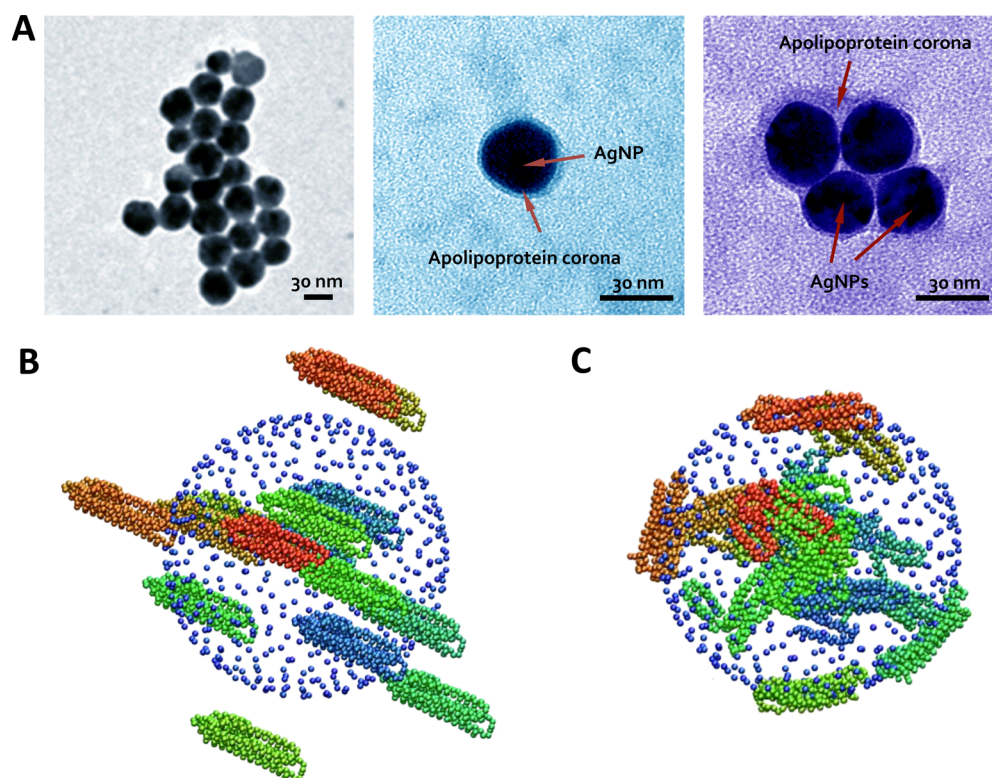 A
30 nm
AgNP
Apolipoprotein corona
30 nm
Apolipoprotein corona
AgNPs
30 nm
B
C